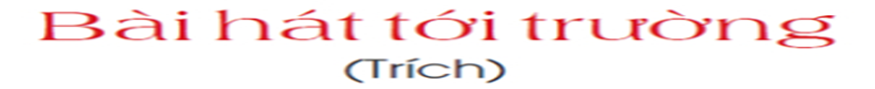 Bài hát tới trường
(Trích)